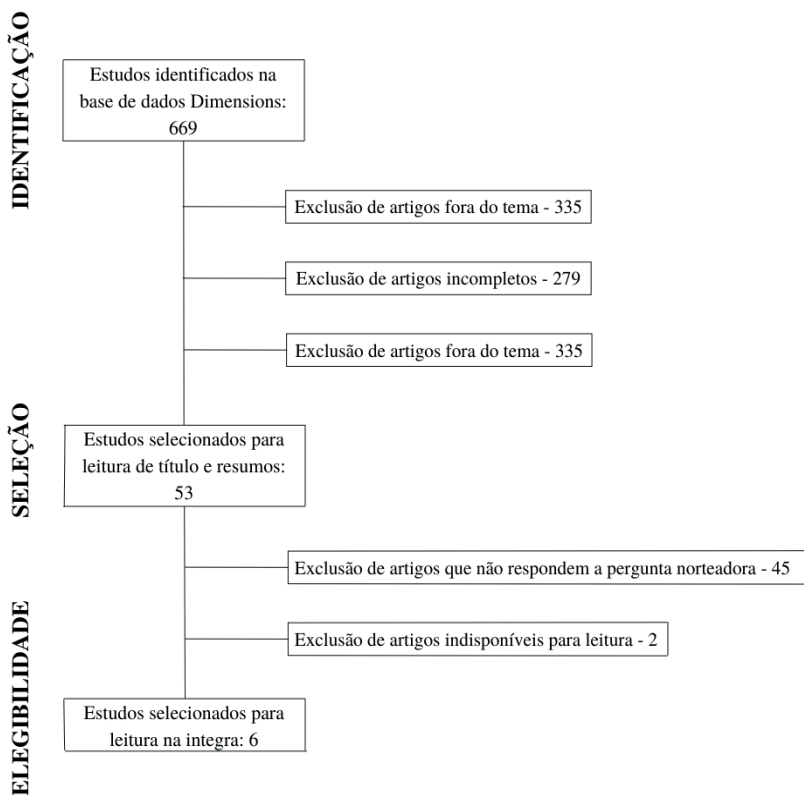 IDENTIFICAÇÃO
Estudos identificados na
base de dados Dimensions:
669
Exclusão de artigos fora do tema - 335
Exclusão de artigos incompletos - 279
Exclusão de artigos fora do tema - 335
SELEÇÃO
Estudos selecionados para
leitura de título e resumos:
53
Exclusão de artigos que não respondem a pergunta norteadora - 45
Exclusão de artigos indisponíveis para leitura - 2
ELEGIBILIDADE
Estudos selecionados para
leitura na integra: 6